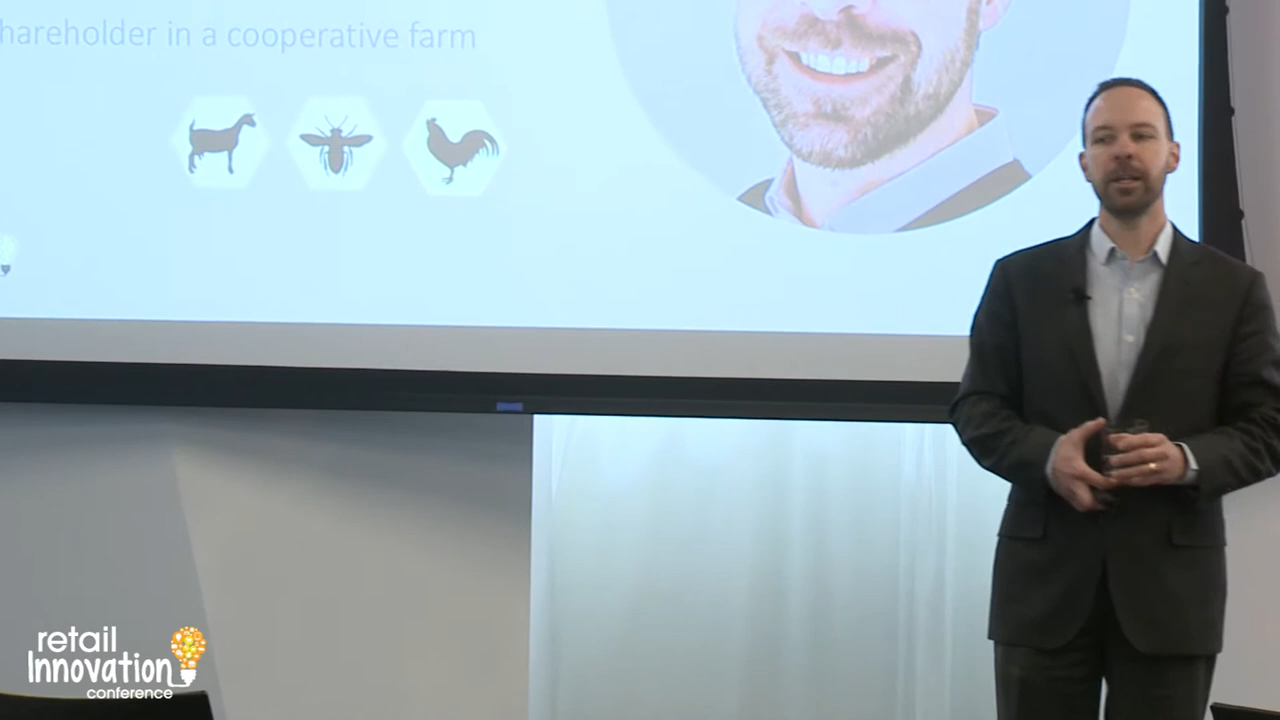 hareholder in a cooperative farm
retail
Innovation
conference